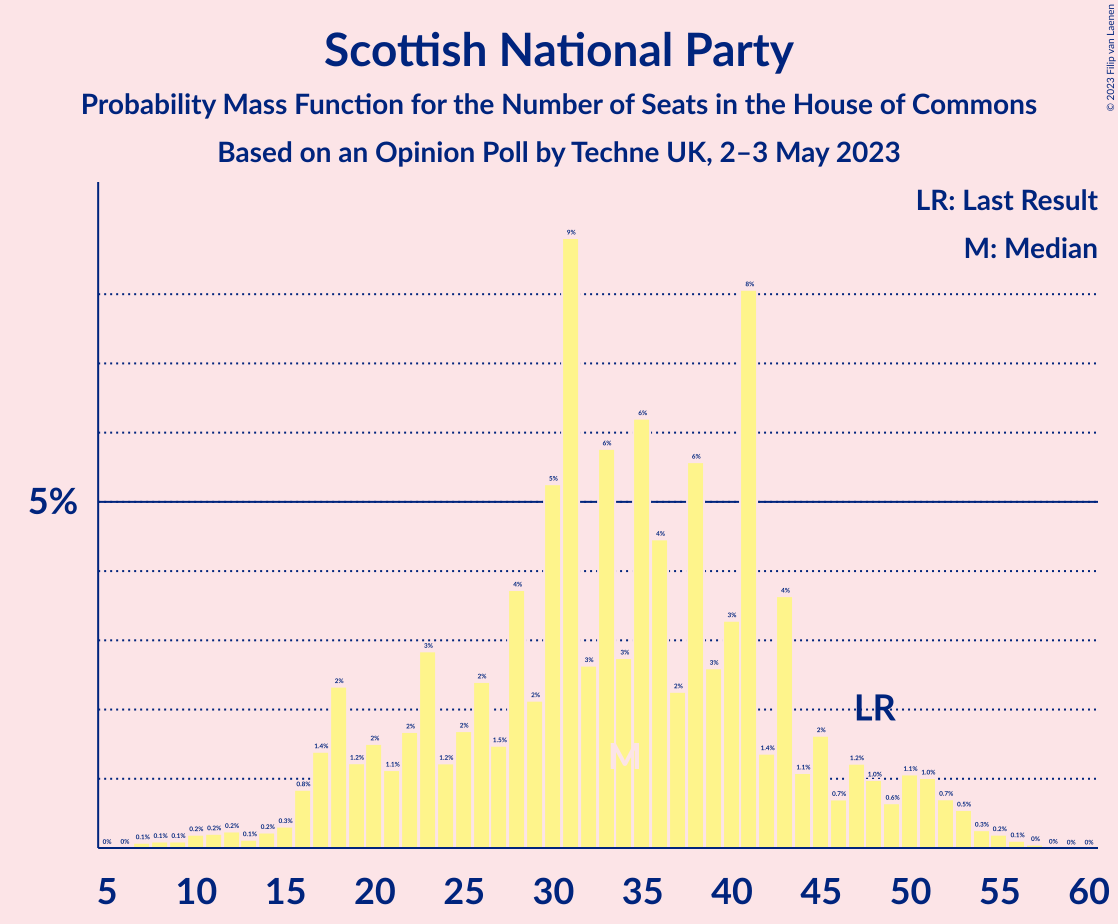 Scottish National Party
Probability Mass Function for the Number of Seats in the House of Commons
Based on an Opinion Poll by Techne UK, 2–3 May 2023
© 2023 Filip van Laenen
LR: Last Result
M: Median
5%
0% 0% 0.1% 0.1% 0.1% 0.2% 0.2% 0.2% 0.1% 0.2% 0.3% 0.8% 1.4% 2% 1.2% 2% 1.1% 2% 3% 1.2% 2% 2% 1.5% 4% 2% 5% 9% 3% 6% 3% 6% 4% 2% 6% 3% 3% 8% 1.4% 4% 1.1% 2% 0.7% 1.2% 1.0% 0.6% 1.1% 1.0% 0.7% 0.5% 0.3% 0.2% 0.1% 0% 0% 0% 0%
LR
M
5 10 15 20 25 30 35 40 45 50 55 60